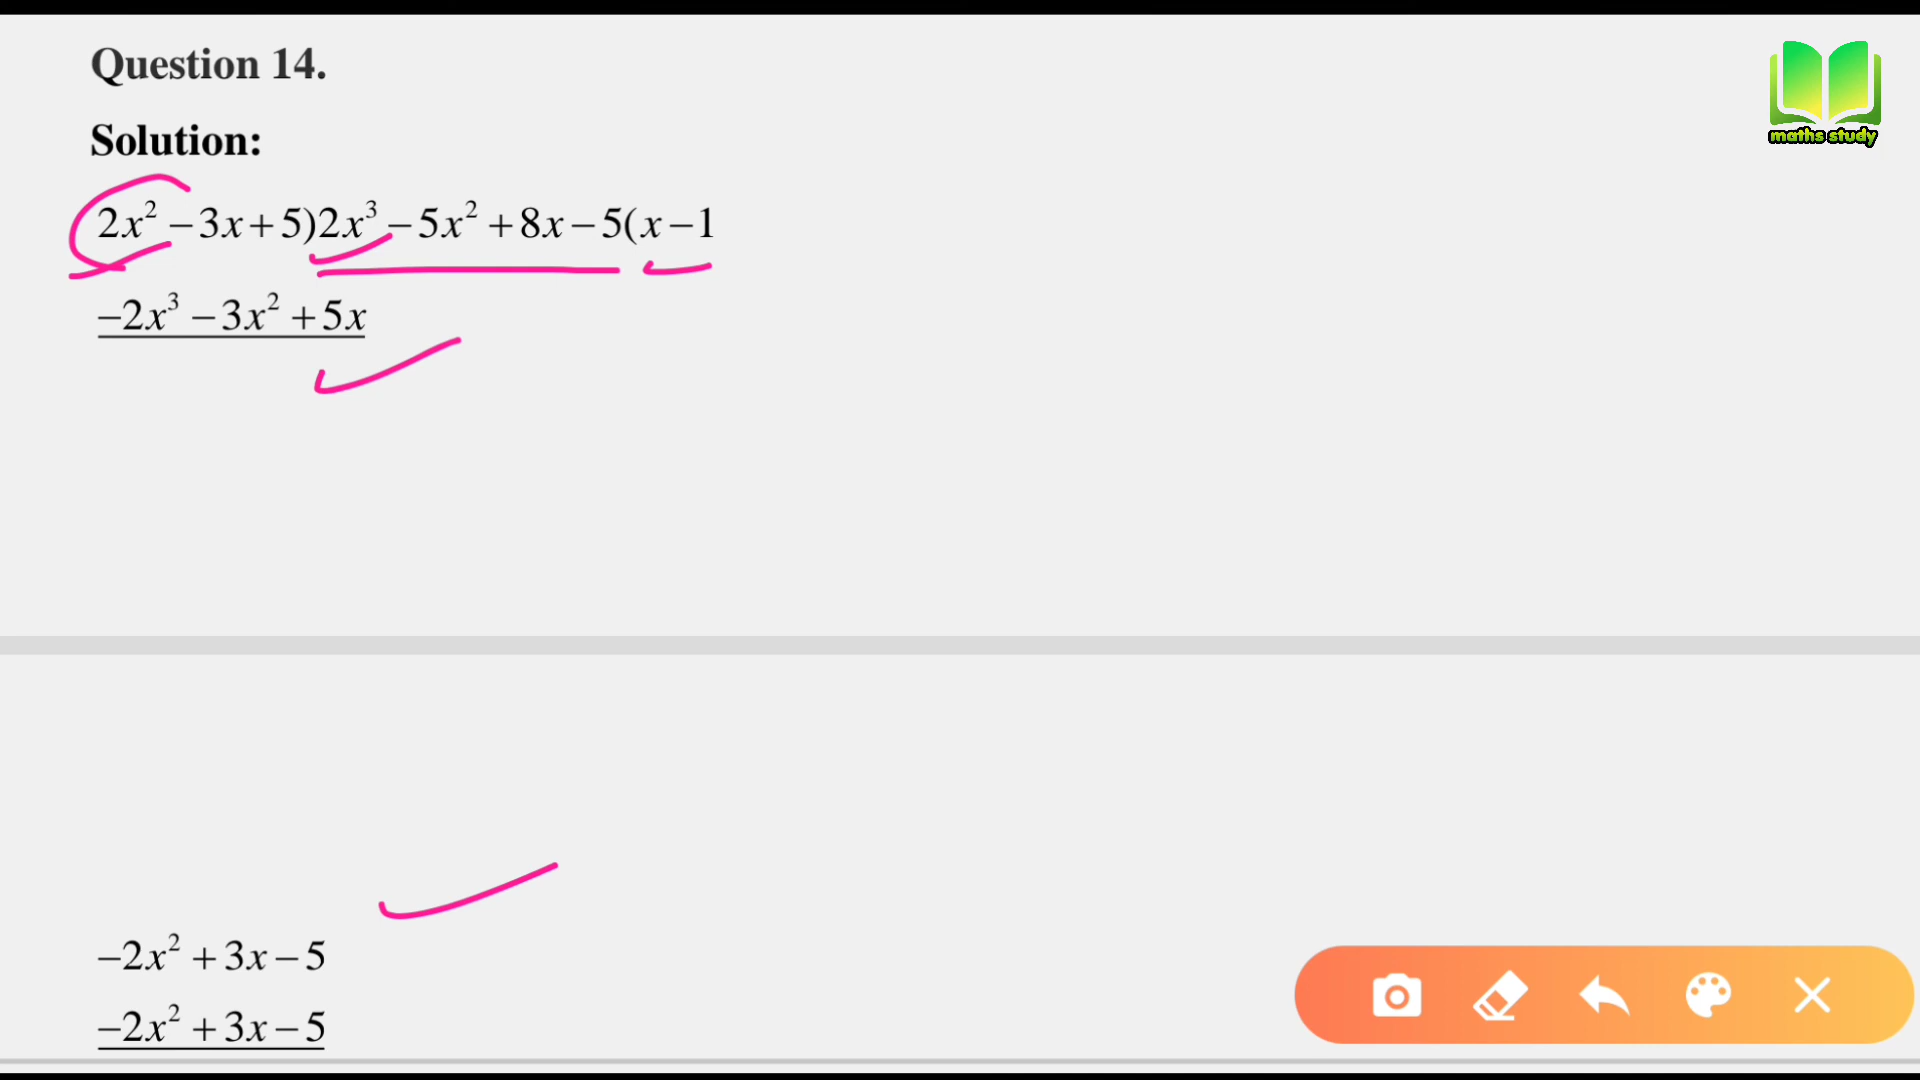 Question 14.
maths study
Solution:
2x² − 3x + 5)2x³ − 5x² + 8x − 5(x − 1
−2x³ − 3x² + 5x
−2x² + 3x − 5
−2x² + 3x − 5